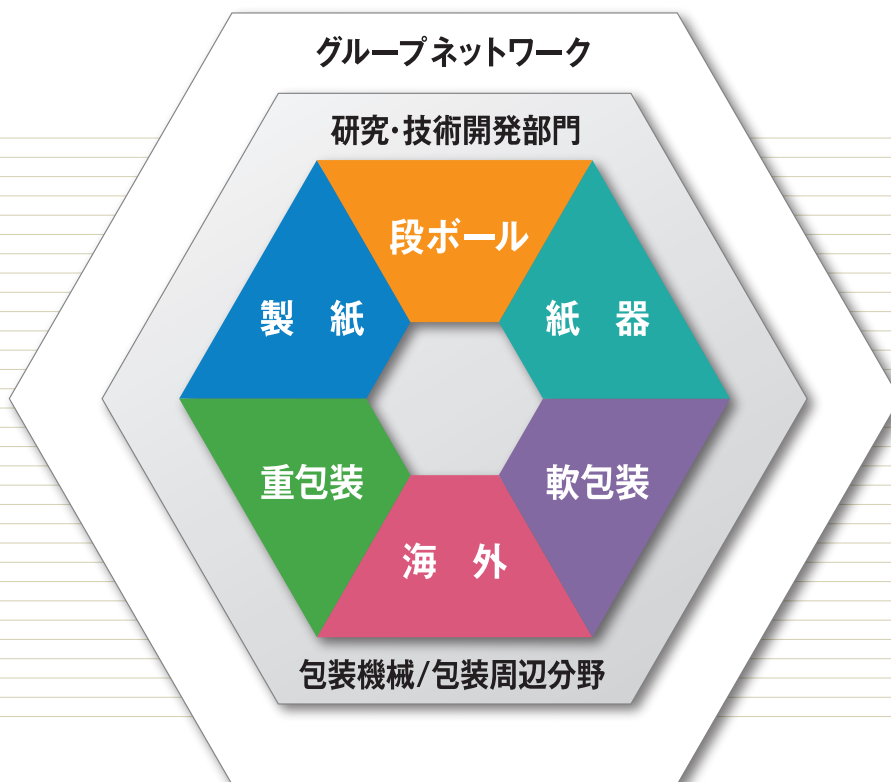 グループネットワーク
研究・技術開発部門
段ボール
製　紙
紙　器
重包装
軟包装
海　外
包装機械/包装周辺分野